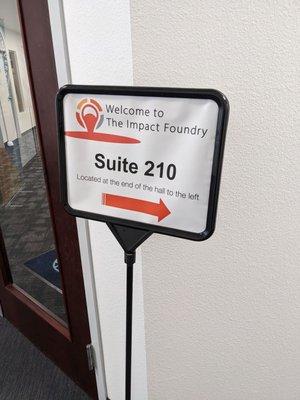 Welcome to
The Impact Foundry
Suite 210
Located at the end of the hall to the left